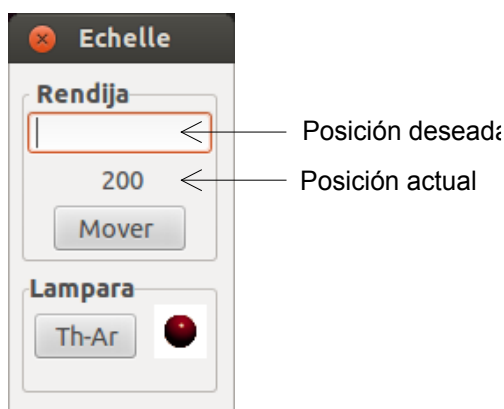 Echelle
Rendija
Posición deseada
200
Posición actual
Mover
Lampara
Th-Ar